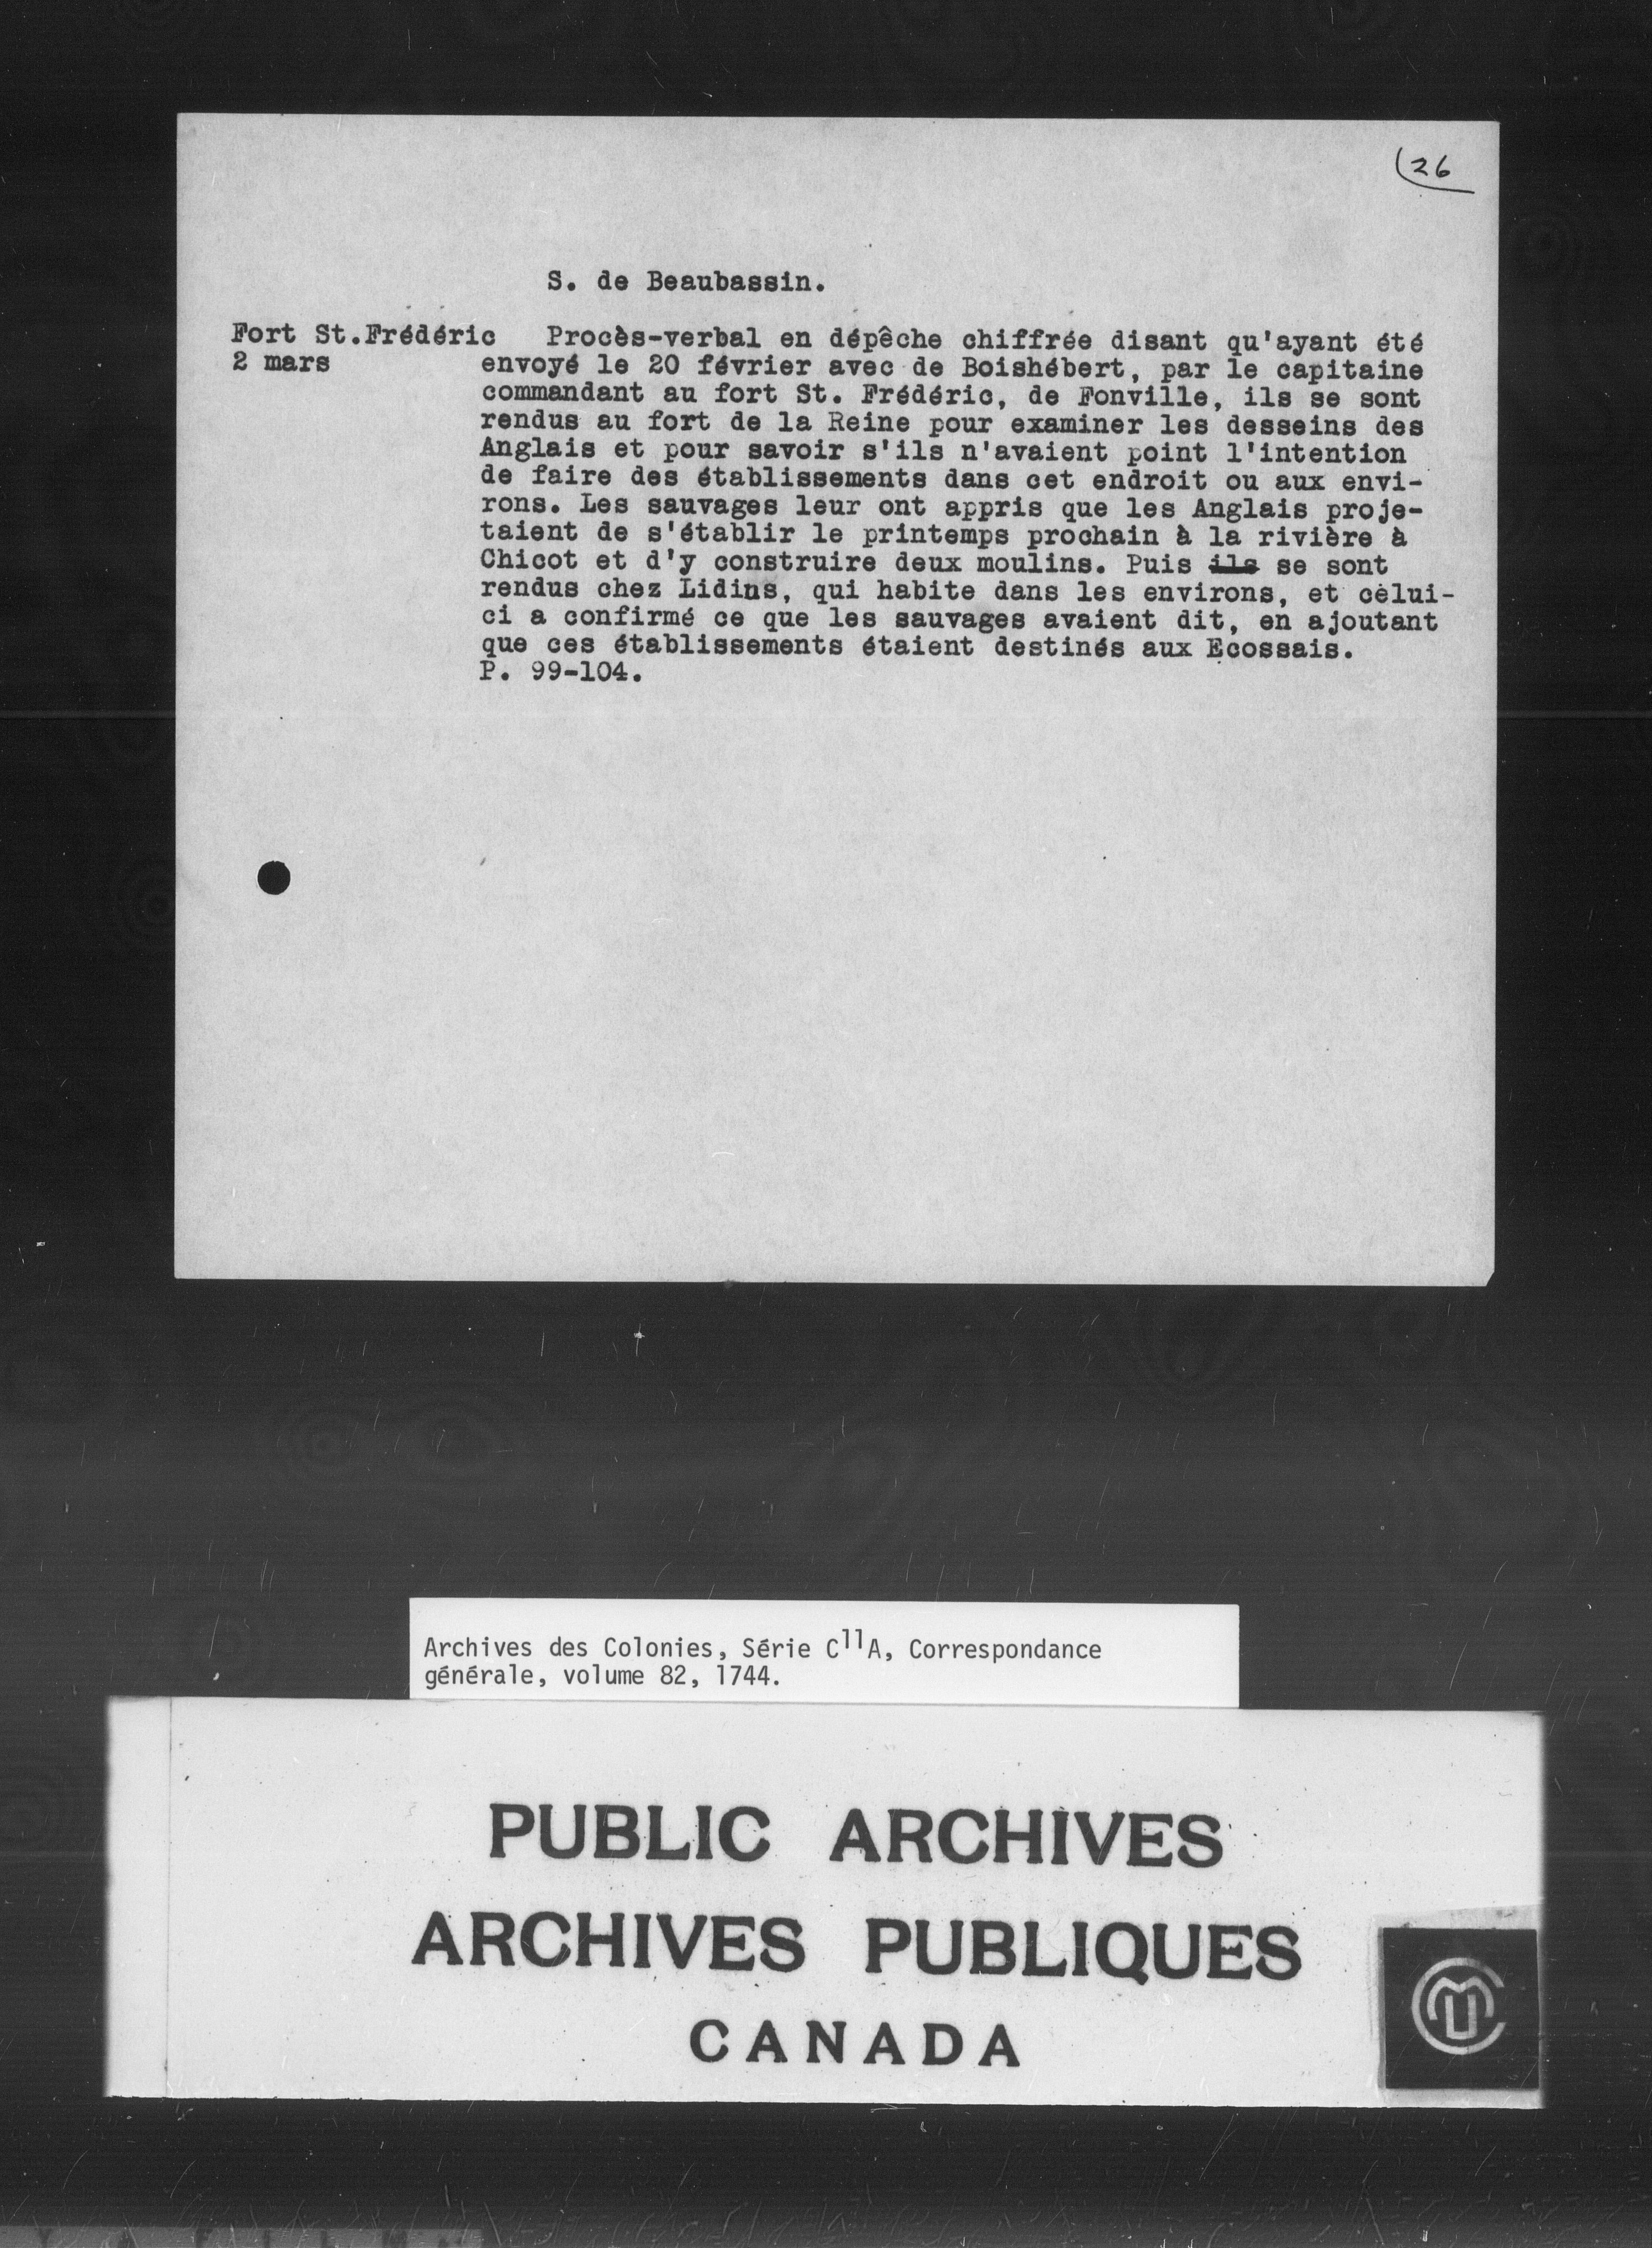 26
S. de Beaubassin.
Fort St.Frédéric
2 mars
Procès-verbal en dépêche chiffrée disant qu'ayant été
envoyé le 20 février avec de Boishébert, par le capitaine
commandant au fort St. Frédéric, de Fonville, ils se sont
rendus au fort de la Reine pour examiner les desseins des
Anglais et pour savoir s'ils n'avaient point l'intention
de faire des établissements dans cet endroit ou aux envi-
rons. Les sauvages leur ont appris que les Anglais proje-
taient de s'établir le printemps prochain à la rivière à
Chicot et d'y construire deux moulins. Puis ils se sont
rendus chez Lidius, qui habite dans les environs, et celui-
ci a confirmé ce que les sauvages avaient dit, en ajoutant
que ces établissements étaient destinés aux Ecossais.
P. 99-104.
Archives des Colonies, Série C11A, Correspondance
générale, volume 82, 1744.
PUBLIC ARCHIVES
ARCHIVES PUBLIQUES
CANADA